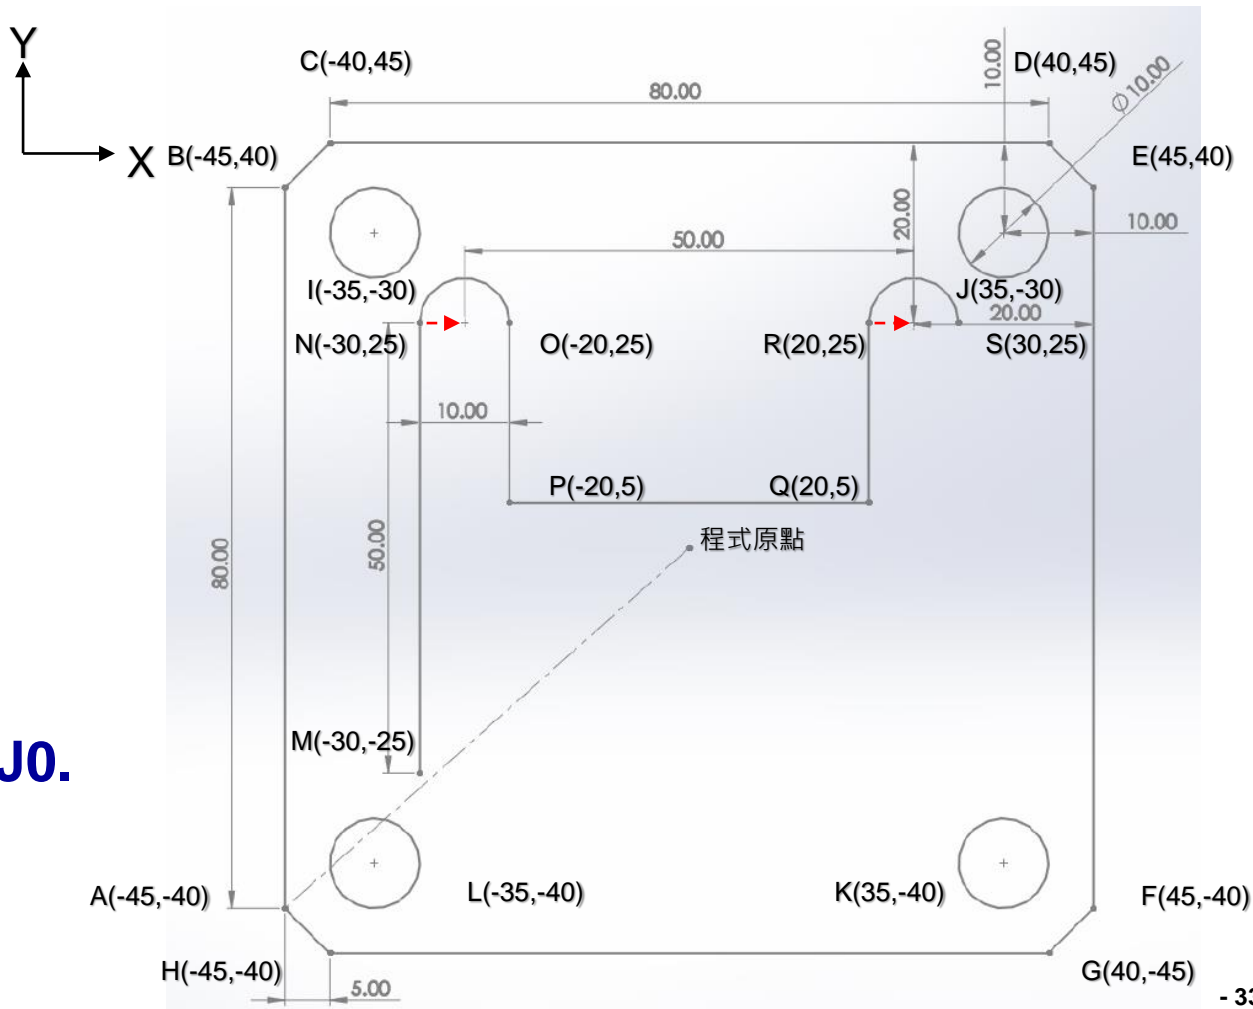 Y
C(-40,45)
D(40,45)
10.00
Ø10.00
80.00
X
B(-45,40)
E(45,40)
20.00
10.00
50.00
I(-35,-30)
J(35,-30)
20.00
N(-30,25)
O(-20,25)
R(20,25)
S(30,25)
10.00
P(-20,5)
Q(20,5)
程式原點
80.00
50.00
M(-30,-25)
J0.
A(-45,-40)
L(-35,-40)
K(35,-40)
F(45,-40)
H(-45,-40)
G(40,-45)
5.00
- 33